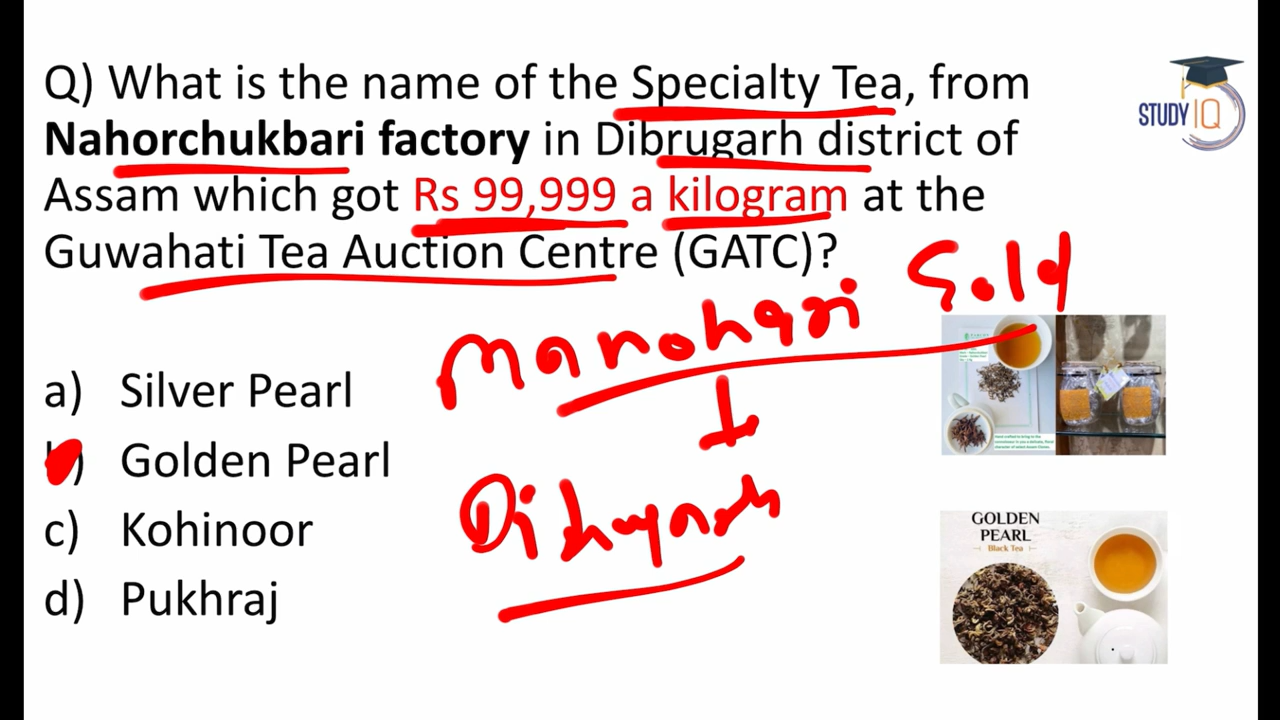 Q) What is the name of the Specialty Tea, from
Nahorchukbari factory in Dibrugarh district of
Assam which got Rs 99,999 a kilogram at the
Guwahati Tea Auction Centre (GATC)?
STUDY IQ
Manohari Gold
a) Silver Pearl
b) Golden Pearl
c) Kohinoor
d) Pukhraj
GOLDEN
PEARL
Black Tea